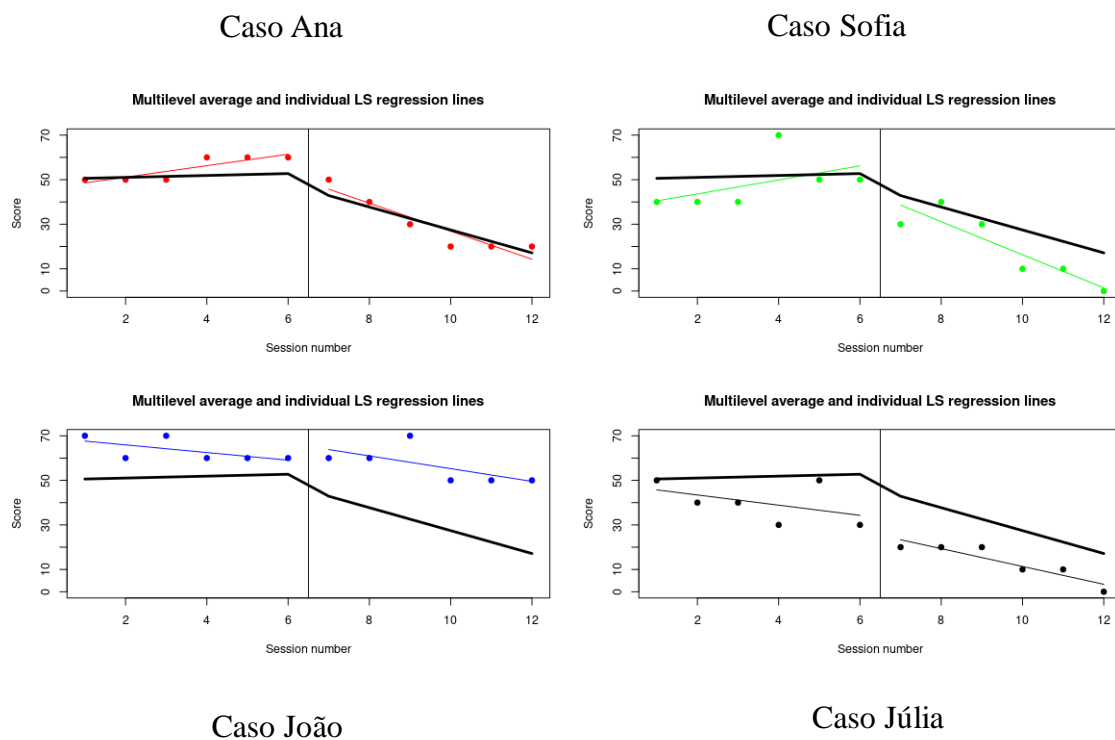 Caso Ana
Caso Sofia
Multilevel average and individual LS regression lines
Score
0 10 30 50 70
2 4 6 8 10 12
Session number
Multilevel average and individual LS regression lines
Score
0 10 30 50 70
2 4 6 8 10 12
Session number
Multilevel average and individual LS regression lines
Score
0 10 30 50 70
2 4 6 8 10 12
Session number
Multilevel average and individual LS regression lines
Score
0 10 30 50 70
2 4 6 8 10 12
Session number
Caso João
Caso Júlia